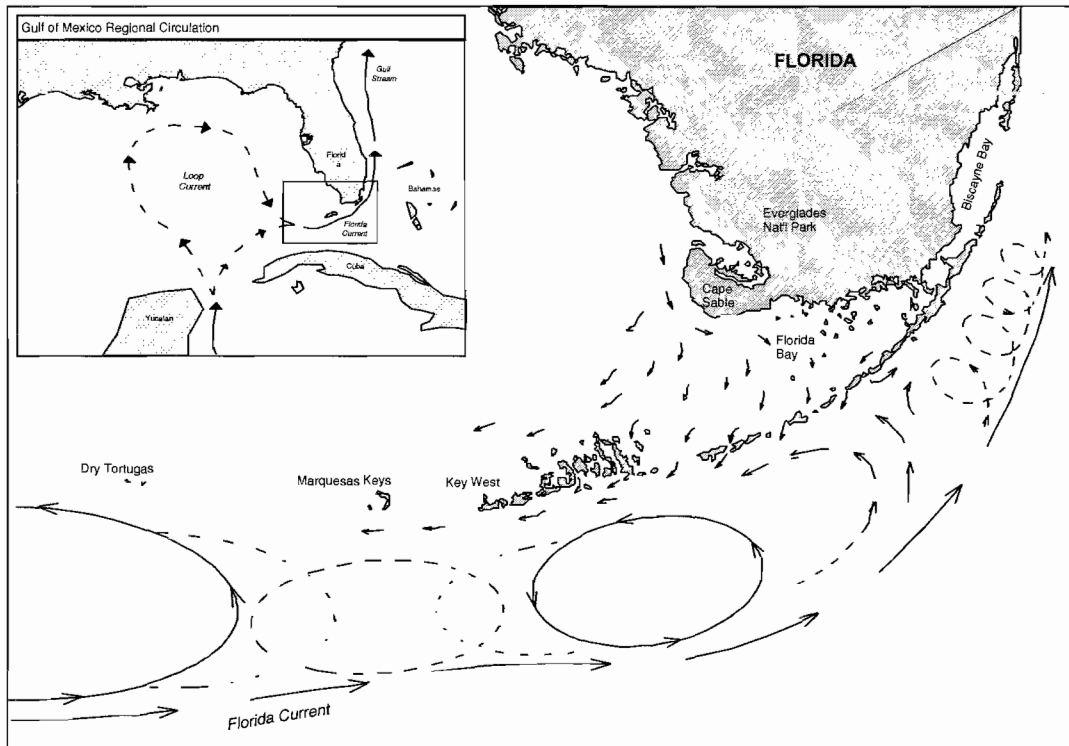 Gulf of Mexico Regional Circulation
Gulf
Stream
Loop
Current
Florid
a
Bahamas
Florida
Current
Cuba
Yucatan
FLORIDA
Biscayne Bay
Everglades
Nat'l Park
Cape
Sable
Florida
Bay
Dry Tortugas
Marquesas Keys
Key West
Florida Current